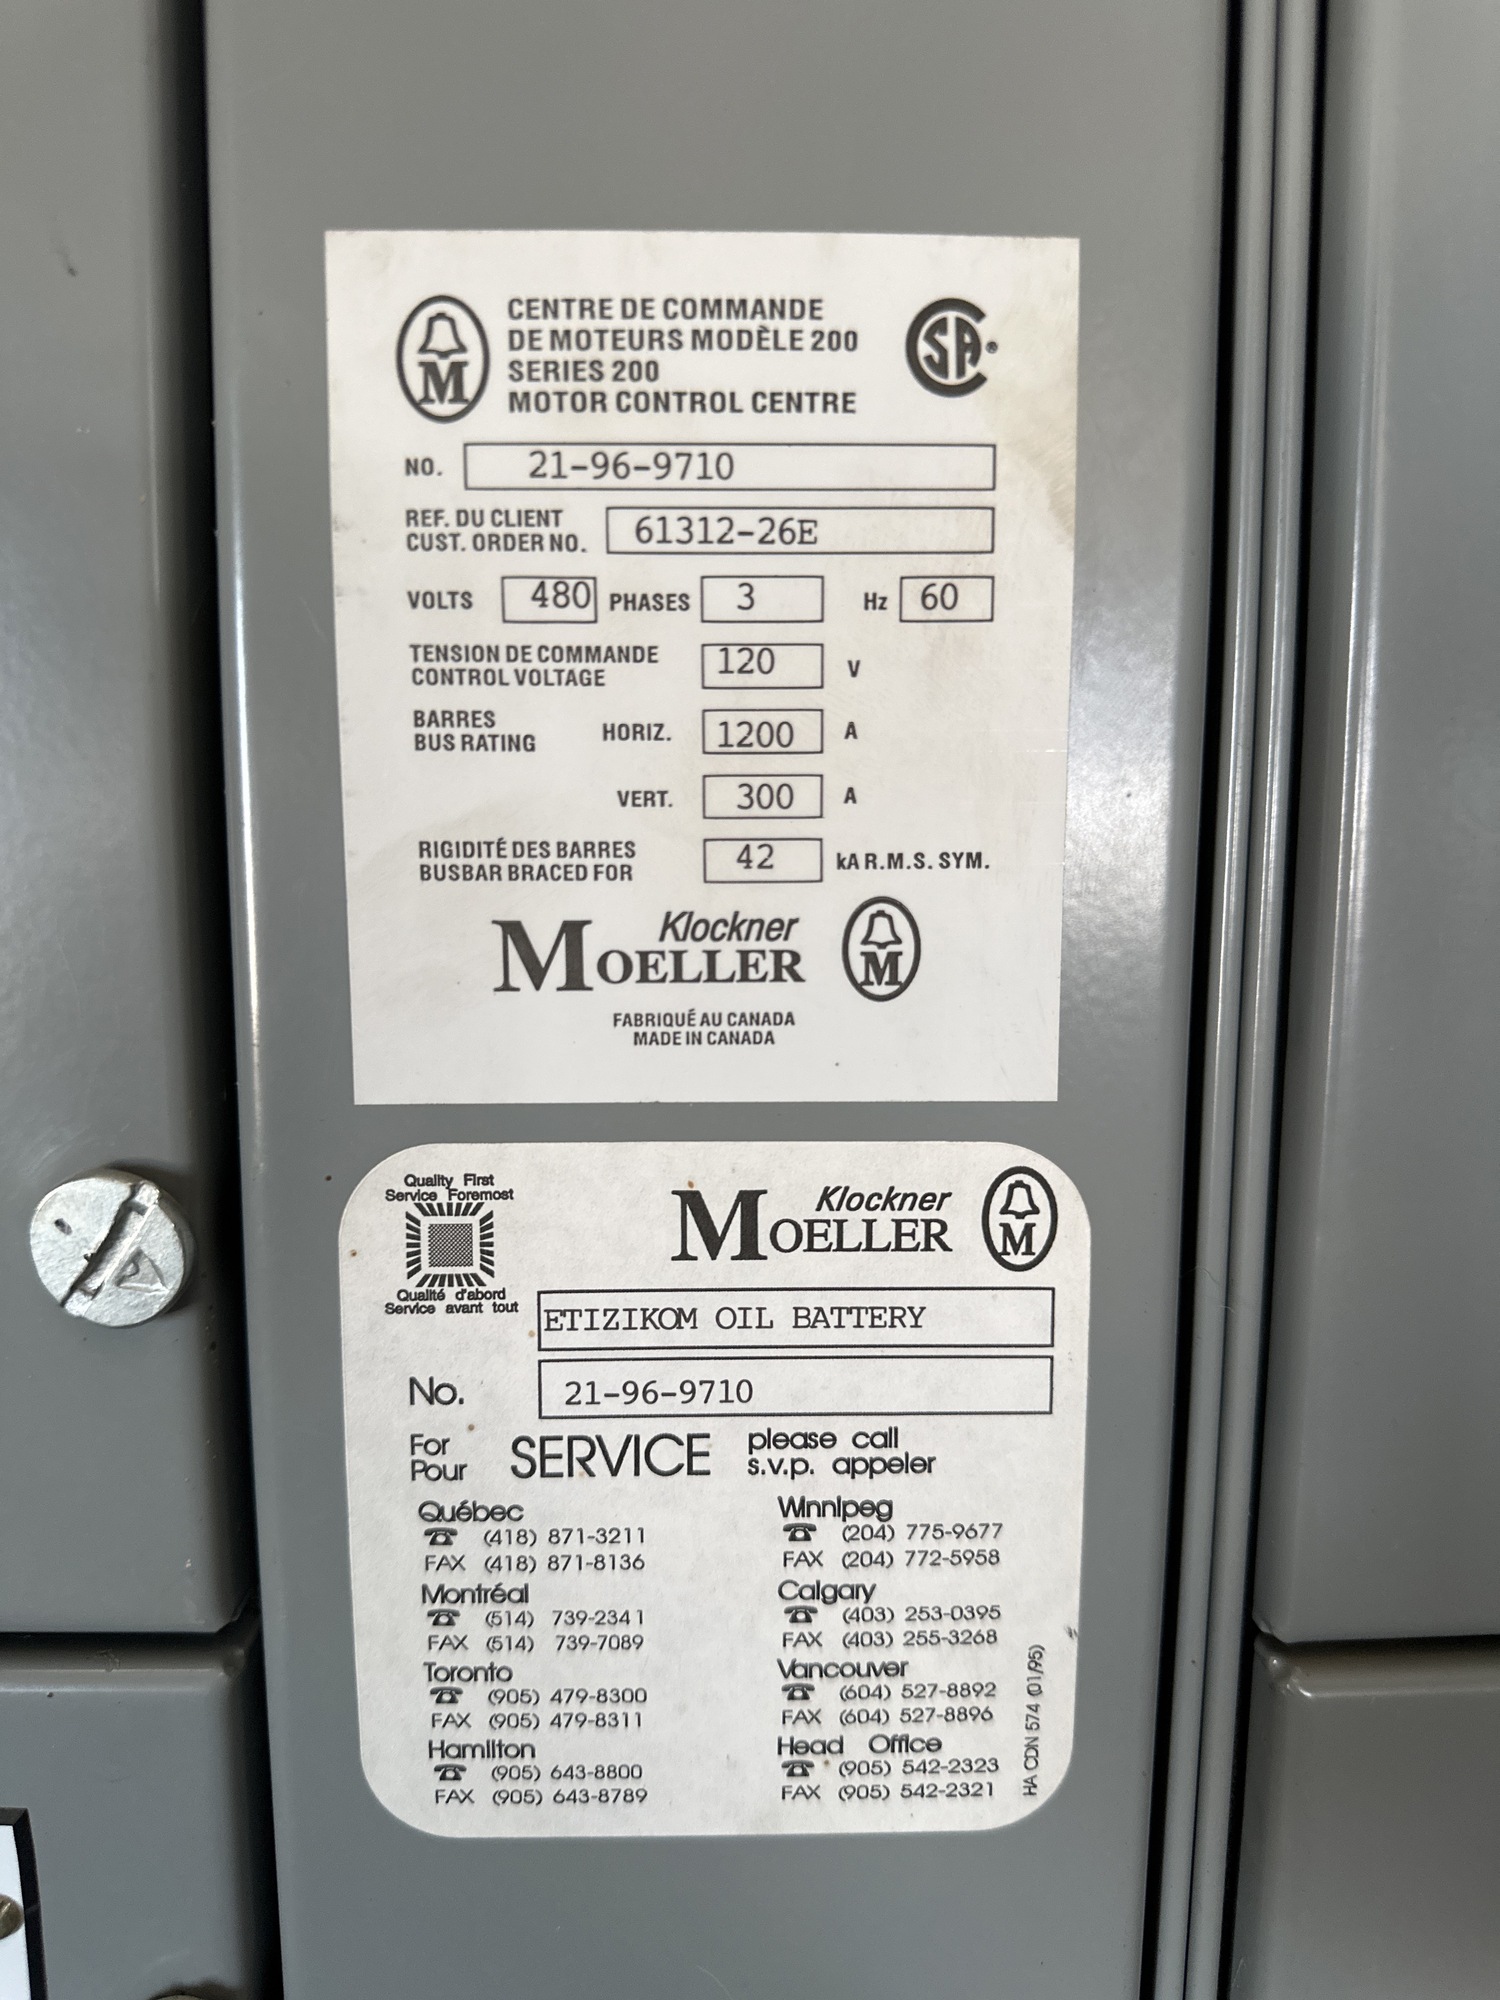 M
CENTRE DE COMMANDE
DE MOTEURS MODÈLE 200
SERIES 200
MOTOR CONTROL CENTRE
CSA®
NO. 21-96-9710
REF. DU CLIENT
CUST. ORDER NO. 61312-26E
VOLTS 480 PHASES 3 Hz 60
TENSION DE COMMANDE
CONTROL VOLTAGE 120 V
BARRES
BUS RATING HORIZ. 1200 A
VERT. 300 A
RIGIDITÉ DES BARRES
BUSBAR BRACED FOR 42 kA R.M.S. SYM.
Klockner
MOELLER M
FABRIQUÉ AU CANADA
MADE IN CANADA
Quality First
Service Foremost
Qualité d'abord
Service avant tout
Klockner
MOELLER M
ETIZIKOM OIL BATTERY
No. 21-96-9710
For
Pour
SERVICE
please call
s.v.p. appeler
Québec
☎ (418) 871-3211
FAX (418) 871-8136
Montréal
☎ (514) 739-2341
FAX (514) 739-7089
Toronto
☎ (905) 479-8300
FAX (905) 479-8311
Hamilton
☎ (905) 643-8800
FAX (905) 643-8789
Winnipeg
☎ (204) 775-9677
FAX (204) 772-5958
Calgary
☎ (403) 253-0395
FAX (403) 255-3268
Vancouver
☎ (604) 527-8892
FAX (604) 527-8896
Head Office
☎ (905) 542-2323
FAX (905) 542-2321
HA CDN 574 (01/95)